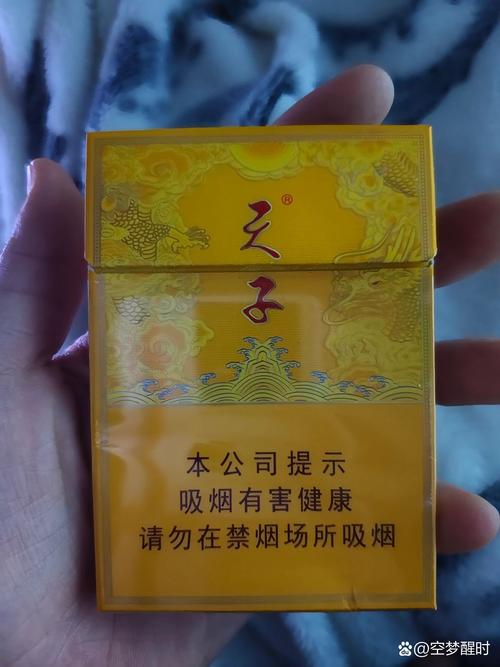 天®
子
本公司提示
吸烟有害健康
请勿在禁烟场所吸烟
@空梦醒时